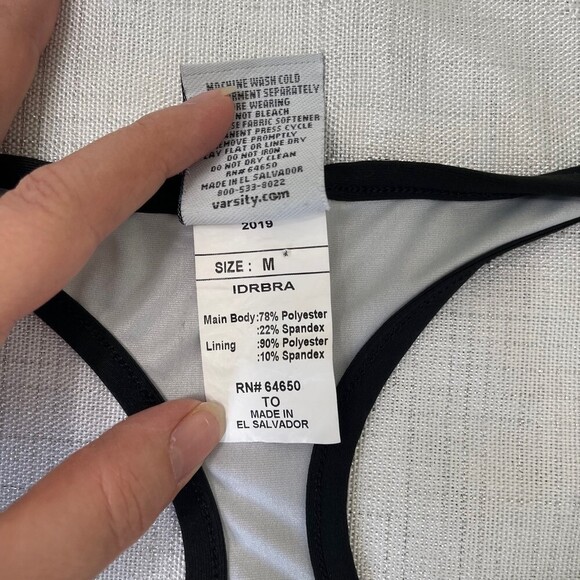 MACHINE WASH COLD
GARMENT SEPARATELY
WEARING
NOT BLEACH
FABRIC SOFTENER
PRESS CYCLE
REMOVE PROMPTLY
LAY FLAT OR LINE DRY
DO NOT IRON
DO NOT DRY CLEAN
RN# 64650
MADE IN EL SALVADOR
800-533-8022
varsity.com
2019
SIZE : M
IDRBRA
Main Body :78% Polyester
:22% Spandex
Lining :90% Polyester
:10% Spandex
RN# 64650
TO
MADE IN
EL SALVADOR